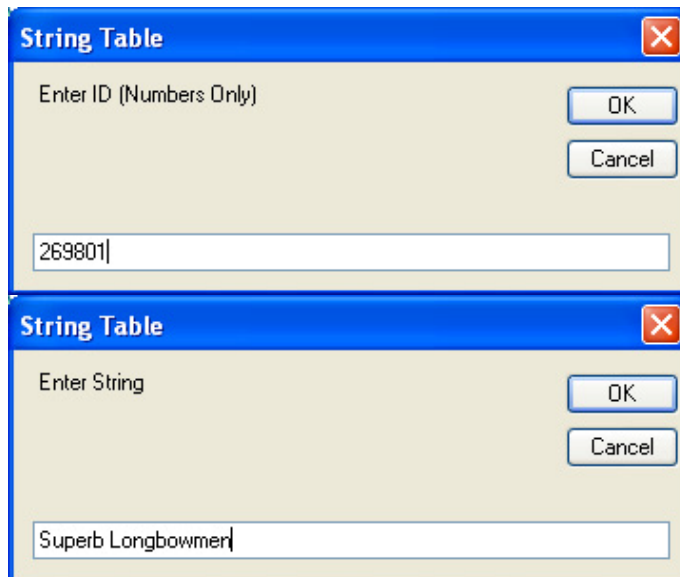 String Table
Enter ID (Numbers Only)
OK
Cancel
269801
String Table
Enter String
OK
Cancel
Superb Longbowmen